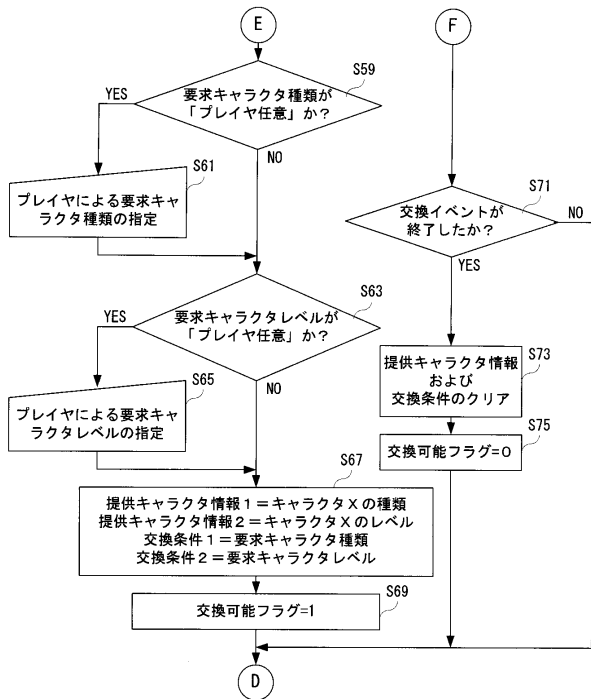 E
S59
要求キャラクタ種類が
「プレイヤ任意」か？
YES
NO
S61
プレイヤによる要求キャ
ラクタ種類の指定
S63
要求キャラクタレベルが
「プレイヤ任意」か？
YES
NO
S65
プレイヤによる要求キャ
ラクタレベルの指定
S67
提供キャラクタ情報１＝キャラクタＸの種類
提供キャラクタ情報２＝キャラクタＸのレベル
交換条件１＝要求キャラクタ種類
交換条件２＝要求キャラクタレベル
S69
交換可能フラグ=1
D
F
S71
交換イベントが
終了したか？
NO
YES
S73
提供キャラクタ情報
および
交換条件のクリア
S75
交換可能フラグ=0